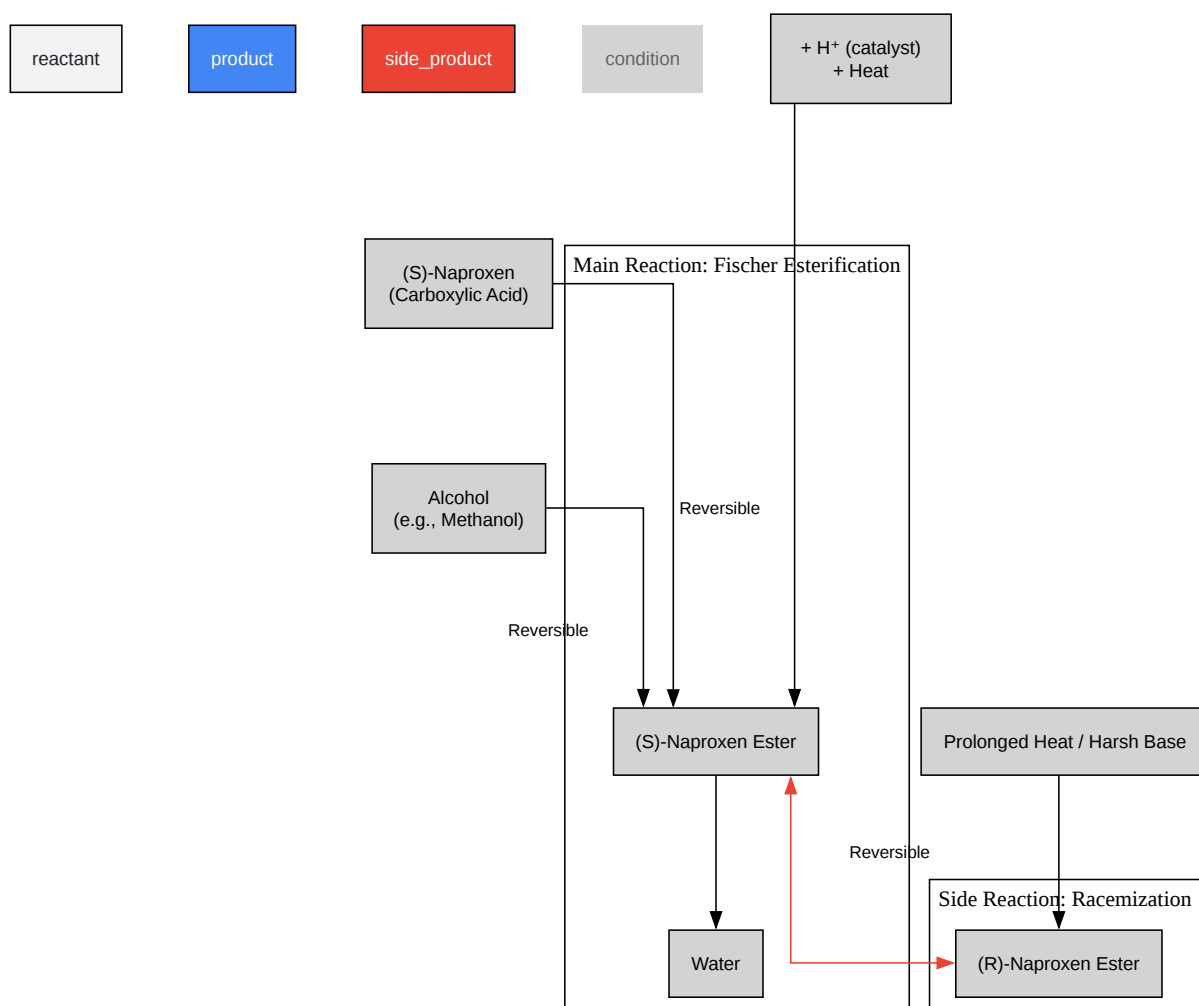 reactant
product
side_product
condition
+ H⁺ (catalyst)
+ Heat
(S)-Naproxen
(Carboxylic Acid)
Main Reaction: Fischer Esterification
Alcohol
(e.g., Methanol)
Reversible
Reversible
(S)-Naproxen Ester
Prolonged Heat / Harsh Base
Reversible
Side Reaction: Racemization
Water
(R)-Naproxen Ester